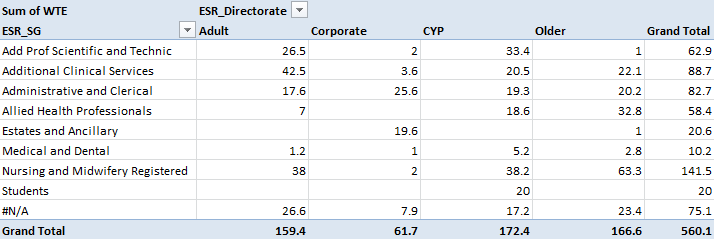 Sum of WTE ESR_Directorate
ESR_SG Adult Corporate CYP Older Grand Total
Add Prof Scientific and Technic 26.5 2 33.4 1 62.9
Additional Clinical Services 42.5 3.6 20.5 22.1 88.7
Administrative and Clerical 17.6 25.6 19.3 20.2 82.7
Allied Health Professionals 7 18.6 32.8 58.4
Estates and Ancillary 19.6 1 20.6
Medical and Dental 1.2 1 5.2 2.8 10.2
Nursing and Midwifery Registered 38 2 38.2 63.3 141.5
Students 20 20
#N/A 26.6 7.9 17.2 23.4 75.1
Grand Total 159.4 61.7 172.4 166.6 560.1